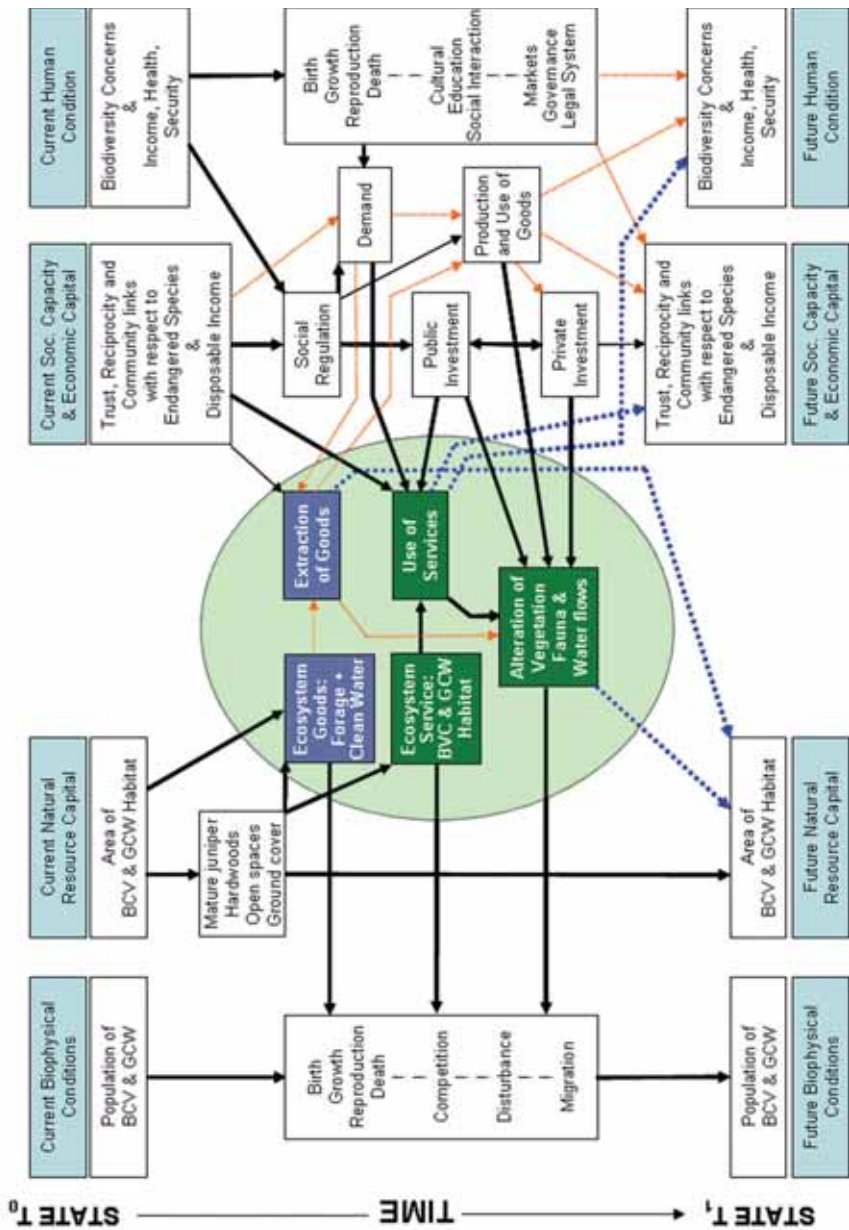 STATE T0
TIME
STATE T1
Current Biophysical
Conditions
Population of
BCV & GCW
Current Natural
Resource Capital
Area of
BCV & GCW Habitat
Current Soc. Capacity
& Economic Capital
Trust, Reciprocity and
Community links
with respect to
Endangered Species
&
Disposable Income
Current Human
Condition
Biodiversity Concerns
&
Income, Health,
Security
Mature juniper
Hardwoods
Open spaces
Ground cover
Birth
Growth
Reproduction
Death
Competition
Disturbance
Migration
Ecosystem
Goods:
Forage +
Clean Water
Extraction
of Goods
Ecosystem
Service:
BVC & GCW
Habitat
Use of
Services
Alteration of
Vegetation
Fauna &
Water flows
Social
Regulation
Demand
Public
Investment
Production
and Use of
Goods
Private
Investment
Birth
Growth
Reproduction
Death
Cultural
Education
Social Interaction
Markets
Governance
Legal System
Population of
BCV & GCW
Future Biophysical
Conditions
Area of
BCV & GCW Habitat
Future Natural
Resource Capital
Trust, Reciprocity and
Community links
with respect to
Endangered Species
&
Disposable Income
Future Soc. Capacity
& Economic Capital
Biodiversity Concerns
&
Income, Health,
Security
Future Human
Condition